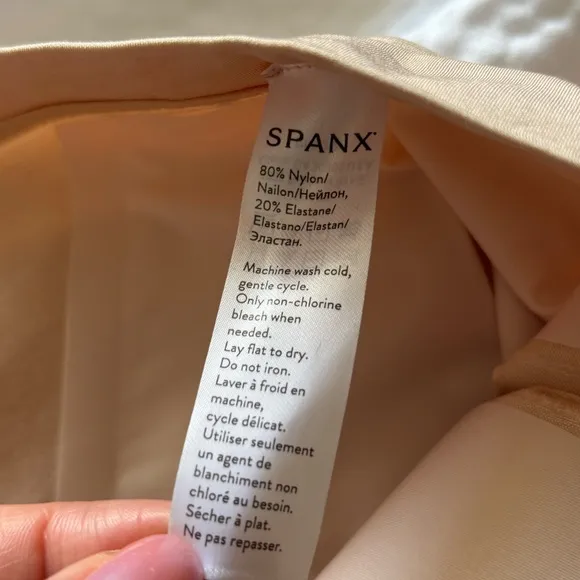 SPANX
80% Nylon/
Nailon/Нейлон,
20% Elastane/
Elastano/Elastan/
Эластан.
Machine wash cold,
gentle cycle.
Only non-chlorine
bleach when
needed.
Lay flat to dry.
Do not iron.
Laver à froid en
machine,
cycle délicat.
Utiliser seulement
un agent de
blanchiment non
chloré au besoin.
Sécher à plat.
Ne pas repasser.